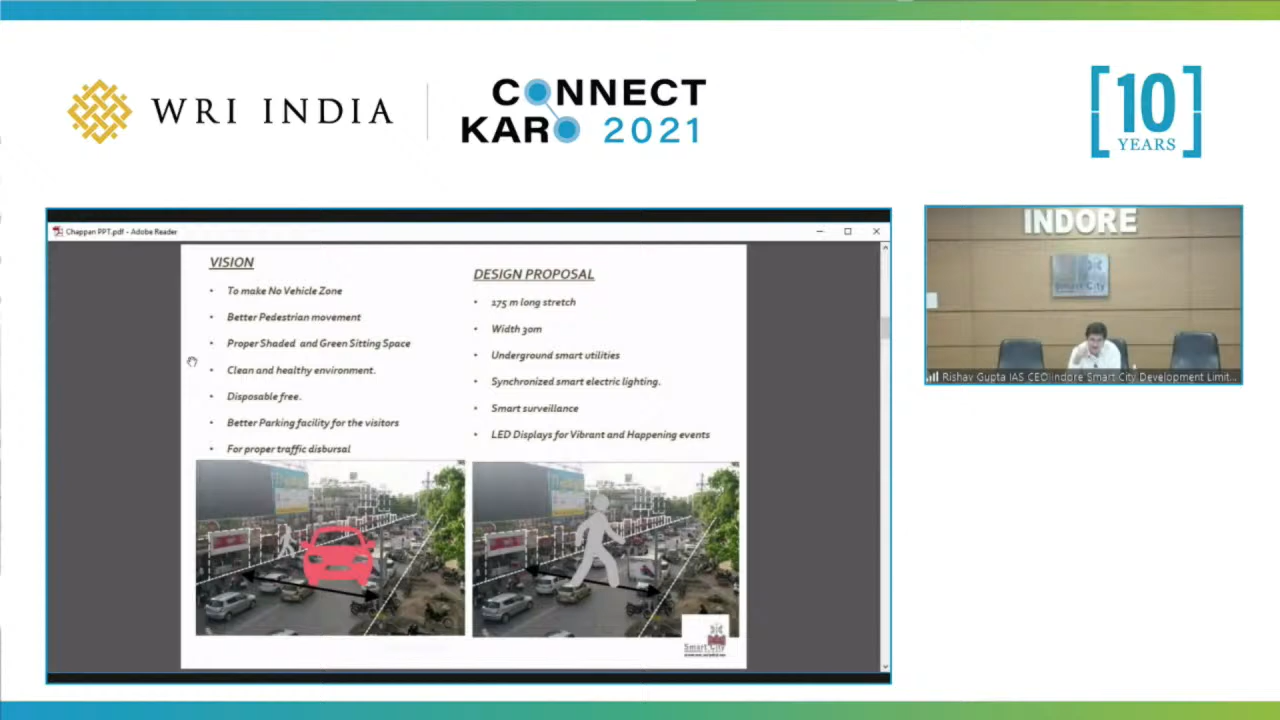 WRI INDIA
CONNECT
KARO 2021
10
YEARS
Chappan PPT.pdf - Adobe Reader
VISION
• To make No Vehicle Zone
• Better Pedestrian movement
• Proper Shaded and Green Sitting Space
• Clean and healthy environment.
• Disposable free.
• Better Parking facility for the visitors
• For proper traffic disbursal
DESIGN PROPOSAL
• 175 m long stretch
• Width 30m
• Underground smart utilities
• Synchronized smart electric lighting.
• Smart surveillance
• LED Displays for Vibrant and Happening events
Smart City
INDORE
Smart City
Rishav Gupta IAS CEO Indore Smart City Development Limit...